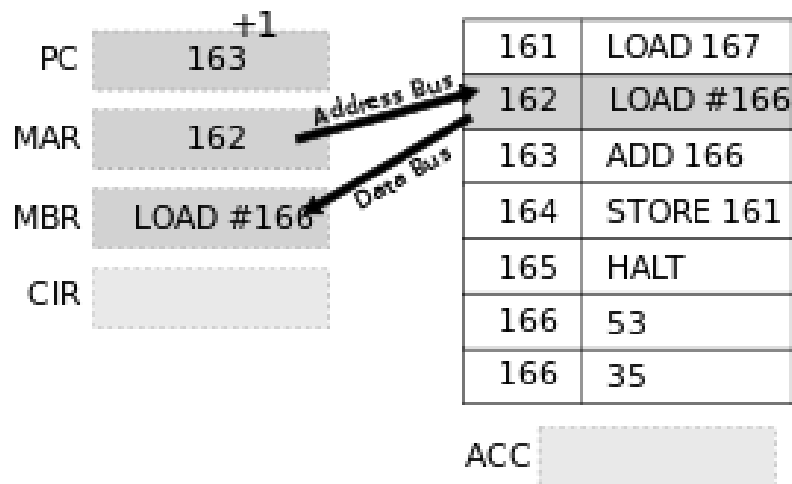 +1
PC 163
MAR 162
MBR LOAD #166
CIR
Address Bus
Data Bus
161 LOAD 167
162 LOAD #166
163 ADD 166
164 STORE 161
165 HALT
166 53
166 35
ACC